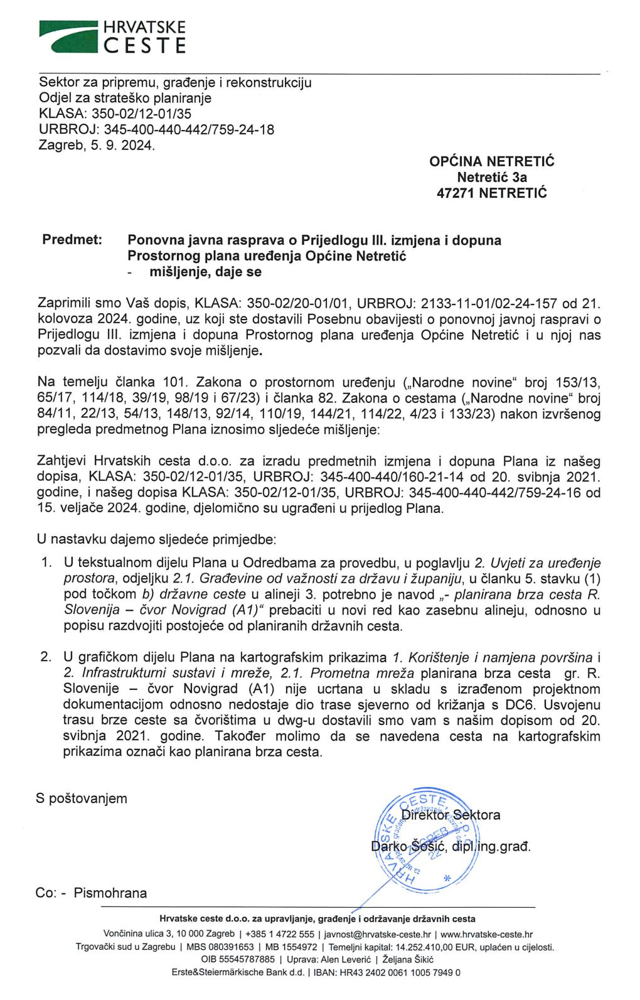 HRVATSKE
CESTE
Sektor za pripremu, građenje i rekonstrukciju
Odjel za strateško planiranje
KLASA: 350-02/12-01/35
URBROJ: 345-400-440-442/759-24-18
Zagreb, 5. 9. 2024.
OPĆINA NETRETIĆ
Netretić 3a
47271 NETRETIĆ
Predmet: Ponovna javna rasprava o Prijedlogu III. izmjena i dopuna
Prostornog plana uređenja Općine Netretić
- mišljenje, daje se
Zaprimili smo Vaš dopis, KLASA: 350-02/20-01/01, URBROJ: 2133-11-01/02-24-157 od 21.
kolovoza 2024. godine, uz koji ste dostavili Posebnu obavijesti o ponovnoj javnoj raspravi o
Prijedlogu III. izmjena i dopuna Prostornog plana uređenja Općine Netretić i u njoj nas
pozvali da dostavimo svoje mišljenje.
Na temelju članka 101. Zakona o prostornom uređenju („Narodne novine“ broj 153/13,
65/17, 114/18, 39/19, 98/19 i 67/23) i članka 82. Zakona o cestama („Narodne novine“ broj
84/11, 22/13, 54/13, 148/13, 92/14, 110/19, 144/21, 114/22, 4/23 i 133/23) nakon izvršenog
pregleda predmetnog Plana iznosimo sljedeće mišljenje:
Zahtjevi Hrvatskih cesta d.o.o. za izradu predmetnih izmjena i dopuna Plana iz našeg
dopisa, KLASA: 350-02/12-01/35, URBROJ: 345-400-440/160-21-14 od 20. svibnja 2021.
godine, i našeg dopisa KLASA: 350-02/12-01/35, URBROJ: 345-400-440-442/759-24-16 od
15. veljače 2024. godine, djelomično su ugrađeni u prijedlog Plana.
U nastavku dajemo sljedeće primjedbe:
1. U tekstualnom dijelu Plana u Odredbama za provedbu, u poglavlju 2. Uvjeti za uređenje
prostora, odjeljku 2.1. Građevine od važnosti za državu i županiju, u članku 5. stavku (1)
pod točkom b) državne ceste u alineji 3. potrebno je navod „- planirana brza cesta R.
Slovenija – čvor Novigrad (A1)“ prebaciti u novi red kao zasebnu alineju, odnosno u
popisu razdvojiti postojeće od planiranih državnih cesta.
2. U grafičkom dijelu Plana na kartografskim prikazima 1. Korištenje i namjena površina i
2. Infrastrukturni sustavi i mreže, 2.1. Prometna mreža planirana brza cesta gr. R.
Slovenije – čvor Novigrad (A1) nije ucrtana u skladu s izrađenom projektnom
dokumentacijom odnosno nedostaje dio trase sjeverno od križanja s DC6. Usvojenu
trasu brze ceste sa čvorištima u dwg-u dostavili smo vam s našim dopisom od 20.
svibnja 2021. godine. Također molimo da se navedena cesta na kartografskim
prikazima označi kao planirana brza cesta.
S poštovanjem
HRVATSKE CESTE, d.o.o.
ZAGREB
22
Direktor Sektora
Darko Šošić, dipl.ing.građ.
Co: - Pismohrana
Hrvatske ceste d.o.o. za upravljanje, građenje i održavanje državnih cesta
Vončinina ulica 3, 10 000 Zagreb | +385 1 4722 555 | javnost@hrvatske-ceste.hr | www.hrvatske-ceste.hr
Trgovački sud u Zagrebu | MBS 080391653 | MB 1554972 | Temeljni kapital: 14.252.410,00 EUR, uplaćen u cijelosti.
OIB 55545787885 | Uprava: Alen Leverić | Željana Šikić
Erste&Steiermärkische Bank d.d. | IBAN: HR43 2402 0061 1005 7949 0